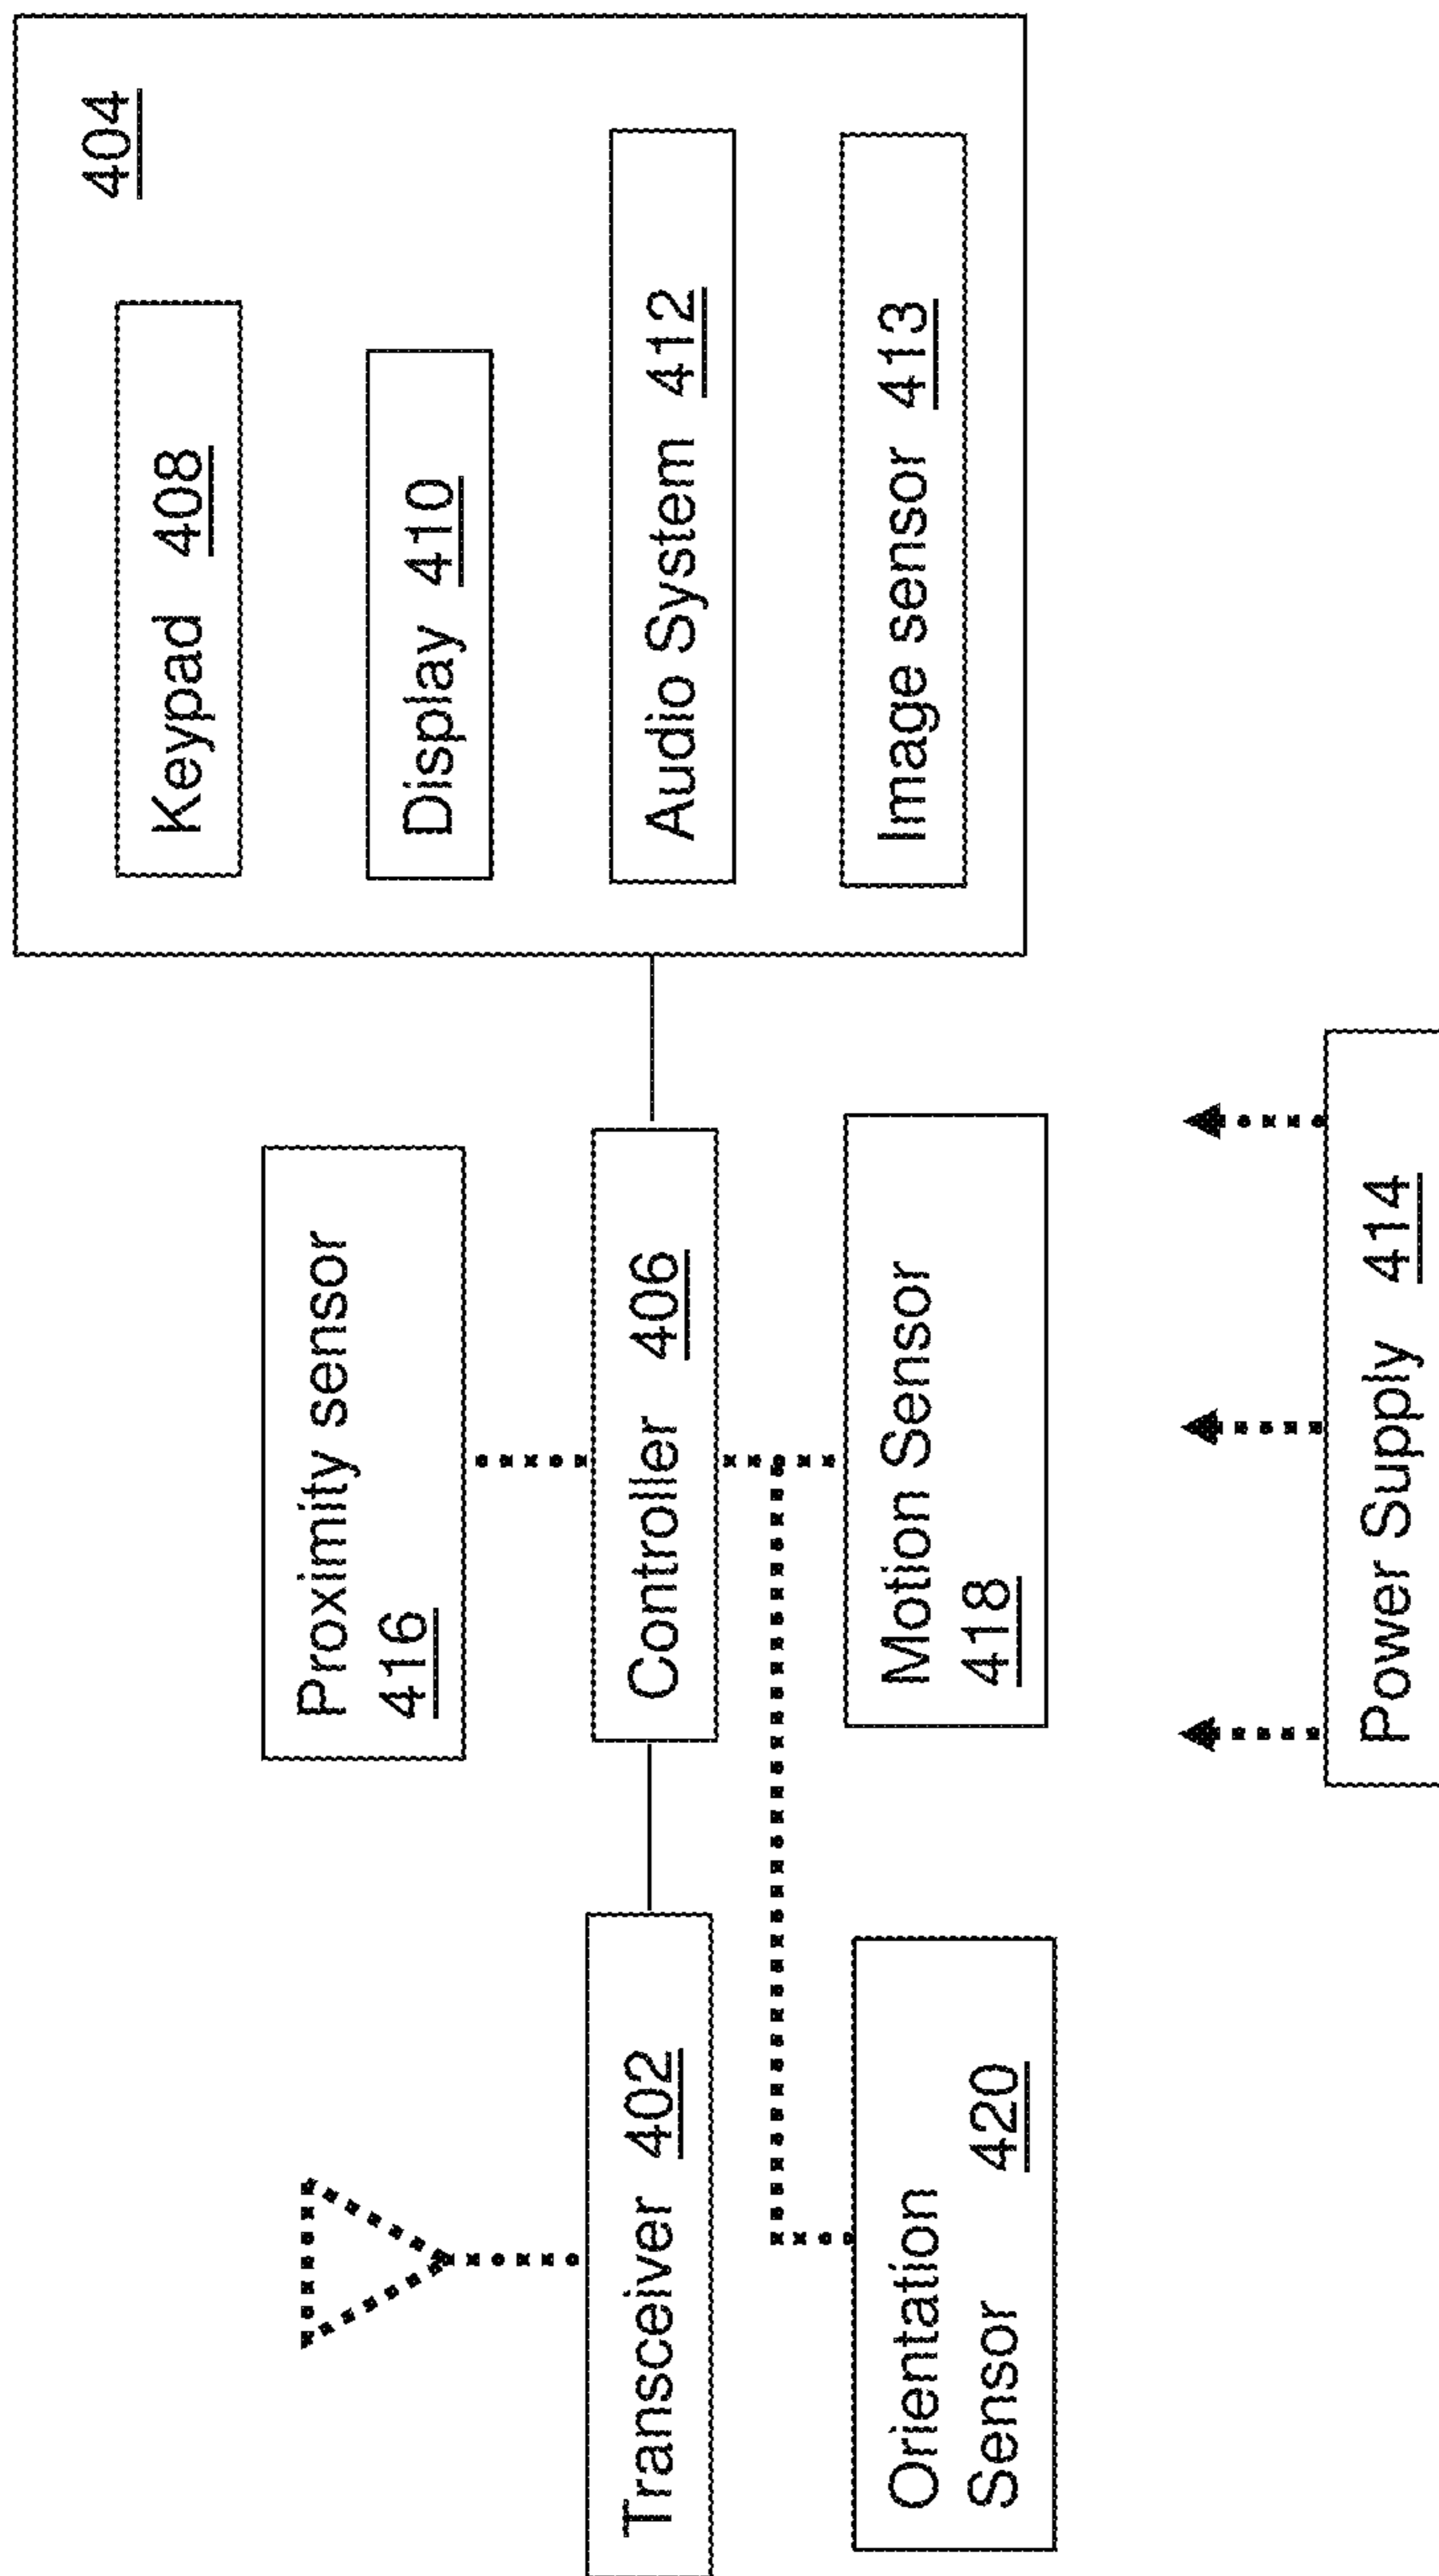 404
Keypad 408
Display 410
Audio System 412
Image sensor 413
Proximity sensor
416
Controller 406
Motion Sensor
418
Transceiver 402
Orientation
Sensor 420
Power Supply 414